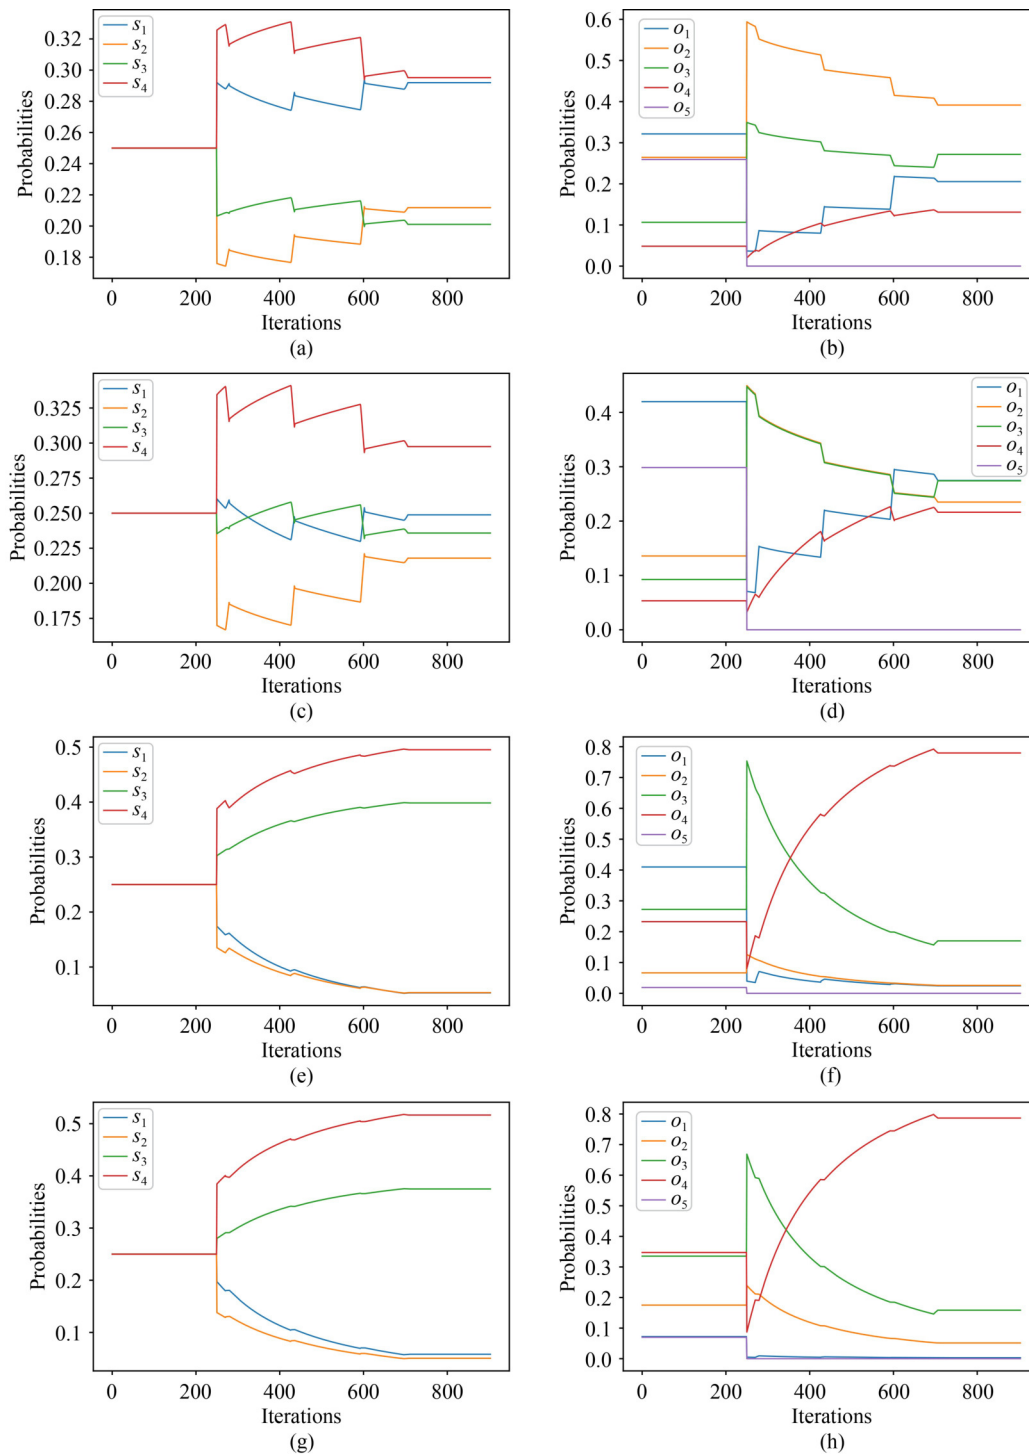 s1
s2
s3
s4
0.32
0.30
0.28
0.26
0.24
0.22
0.20
0.18
Probabilities
0 200 400 600 800
Iterations
(a)
o1
o2
o3
o4
o5
0.6
0.5
0.4
0.3
0.2
0.1
0.0
Probabilities
0 200 400 600 800
Iterations
(b)
s1
s2
s3
s4
0.325
0.300
0.275
0.250
0.225
0.200
0.175
Probabilities
0 200 400 600 800
Iterations
(c)
o1
o2
o3
o4
o5
0.4
0.3
0.2
0.1
0.0
Probabilities
0 200 400 600 800
Iterations
(d)
s1
s2
s3
s4
0.5
0.4
0.3
0.2
0.1
Probabilities
0 200 400 600 800
Iterations
(e)
o1
o2
o3
o4
o5
0.8
0.7
0.6
0.5
0.4
0.3
0.2
0.1
0.0
Probabilities
0 200 400 600 800
Iterations
(f)
s1
s2
s3
s4
0.5
0.4
0.3
0.2
0.1
Probabilities
0 200 400 600 800
Iterations
(g)
o1
o2
o3
o4
o5
0.8
0.7
0.6
0.5
0.4
0.3
0.2
0.1
0.0
Probabilities
0 200 400 600 800
Iterations
(h)